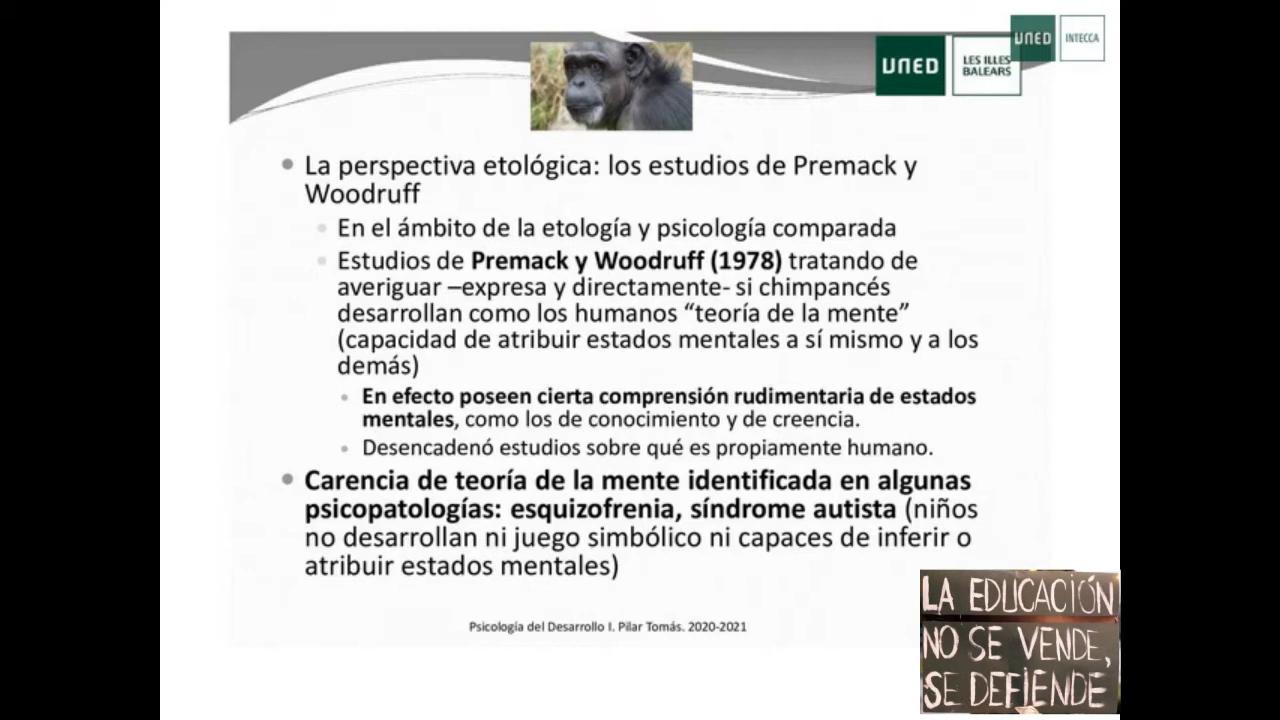 UNED
INTECCA
UNED
LES ILLES
BALEARS
• La perspectiva etológica: los estudios de Premack y
Woodruff
• En el ámbito de la etología y psicología comparada
• Estudios de Premack y Woodruff (1978) tratando de
averiguar –expresa y directamente- si chimpancés
desarrollan como los humanos “teoría de la mente”
(capacidad de atribuir estados mentales a sí mismo y a los
demás)
• En efecto poseen cierta comprensión rudimentaria de estados
mentales, como los de conocimiento y de creencia.
• Desencadenó estudios sobre qué es propiamente humano.
• Carencia de teoría de la mente identificada en algunas
psicopatologías: esquizofrenia, síndrome autista (niños
no desarrollan ni juego simbólico ni capaces de inferir o
atribuir estados mentales)
Psicología del Desarrollo I. Pilar Tomás. 2020-2021
LA EDUCACIÓN
NO SE VENDE,
SE DEFIENDE